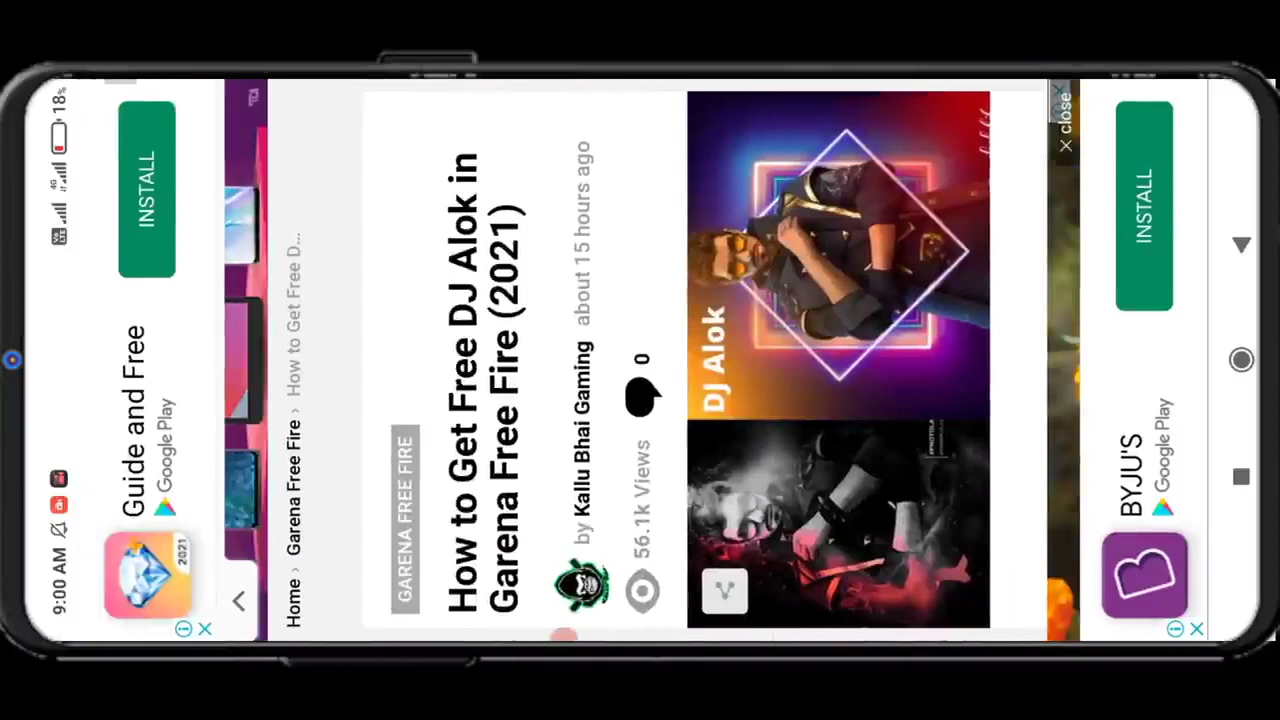 9:00 AM
18%
Guide and Free
Google Play
INSTALL
2021
Home › Garena Free Fire › How to Get Free D...
GARENA FREE FIRE
How to Get Free DJ Alok in
Garena Free Fire (2021)
by Kallu Bhai Gaming about 15 hours ago
56.1k Views 0
DJ Alok
× close
BYJU'S
Google Play
INSTALL